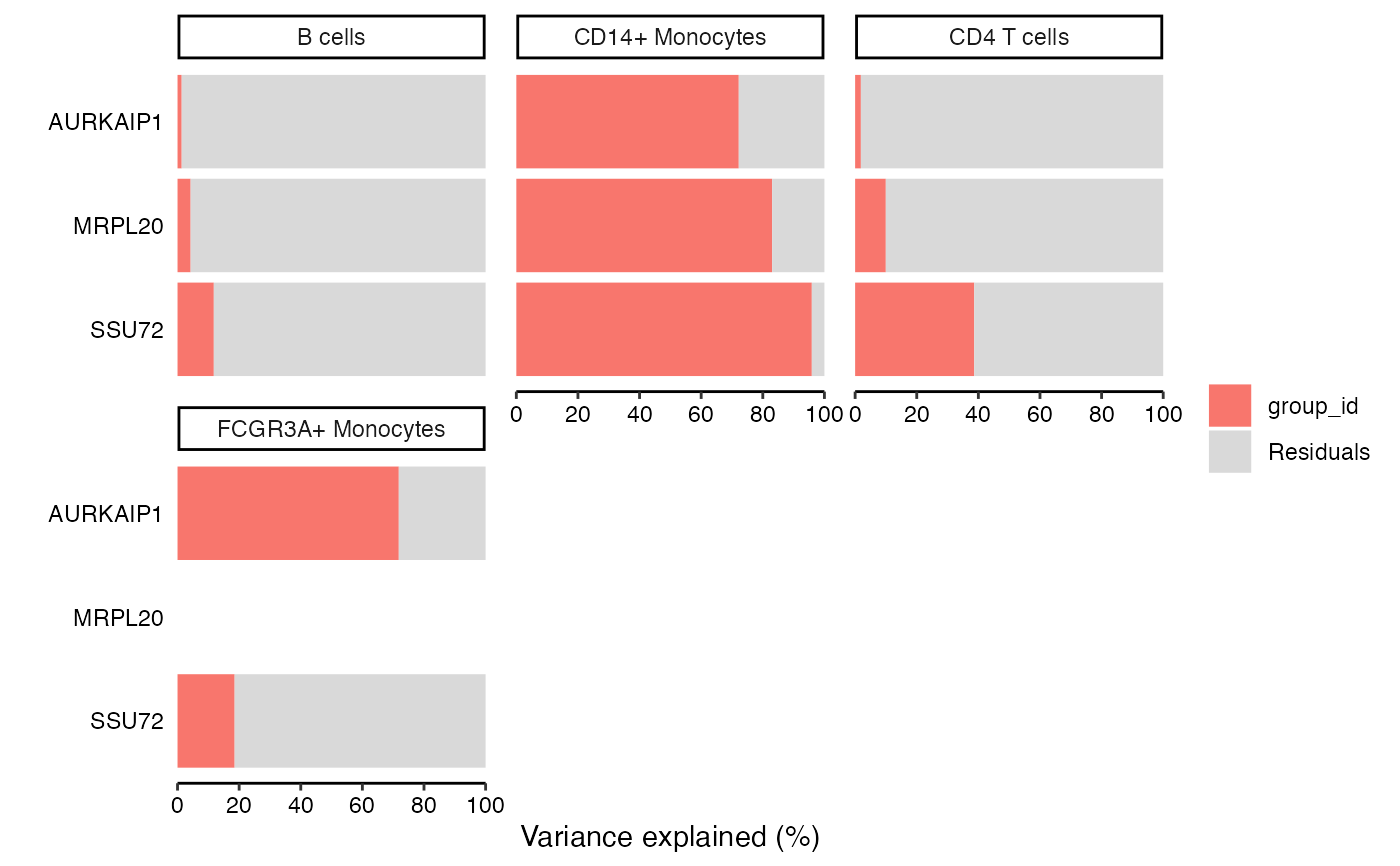 B cells
CD14+ Monocytes
CD4 T cells
AURKAIP1
MRPL20
SSU72
0 20 40 60 80 100
0 20 40 60 80 100
FCGR3A+ Monocytes
AURKAIP1
MRPL20
SSU72
0 20 40 60 80 100
Variance explained (%)
group_id
Residuals